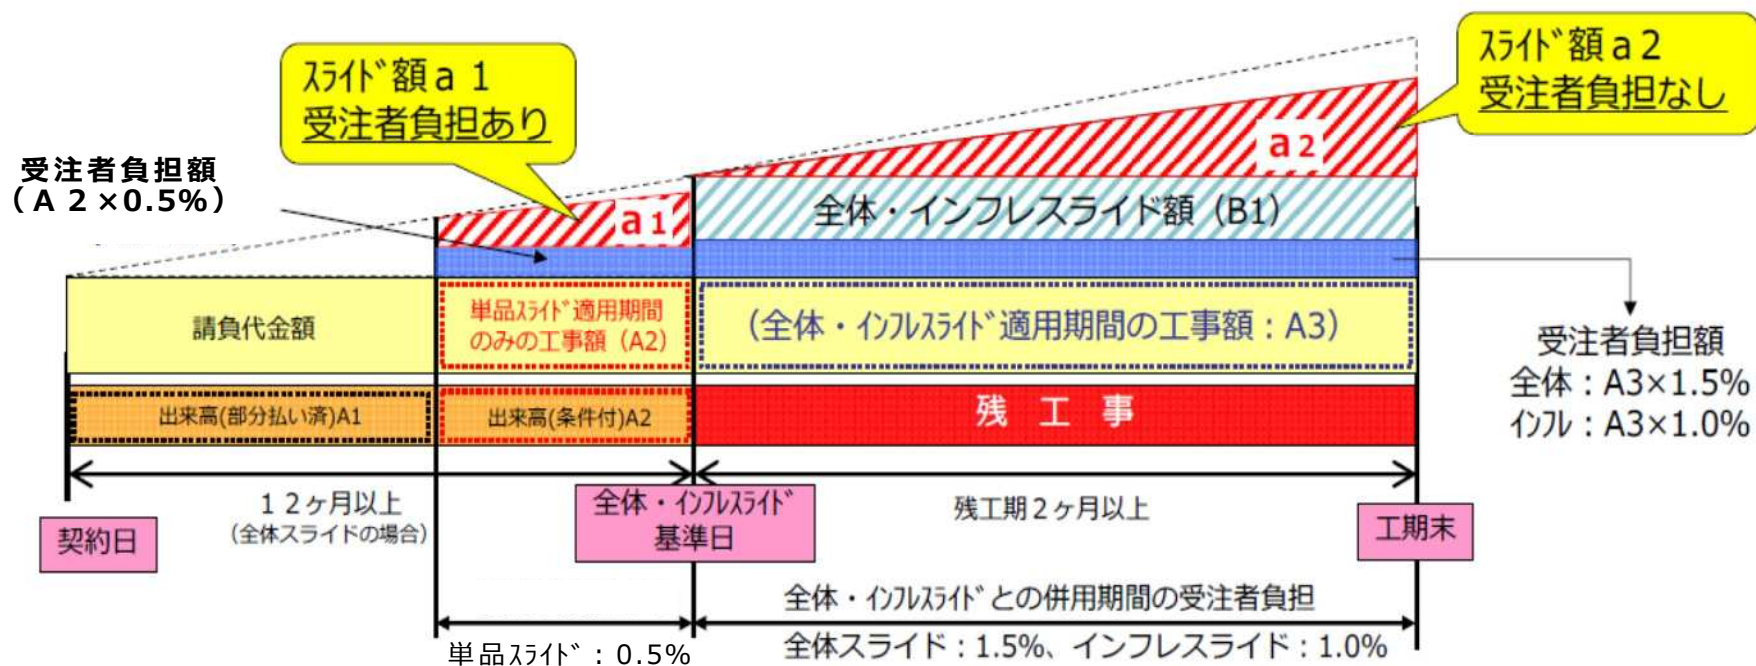 ｽﾗｲﾄﾞ額ａ１
受注者負担あり
ｽﾗｲﾄﾞ額ａ２
受注者負担なし
受注者負担額
（Ａ２×0.5%）
ａ１
ａ２
全体・インフレスライド額（B1）
請負代金額
単品ｽﾗｲﾄﾞ適用期間
のみの工事額（A2）
（全体・ｲﾝﾌﾚｽﾗｲﾄﾞ適用期間の工事額：A3）
受注者負担額
全体：A3×1.5%
ｲﾝﾌﾚ：A3×1.0%
出来高(部分払い済)A1
出来高(条件付)A2
残工事
１２ヶ月以上
（全体スライドの場合）
残工期２ヶ月以上
契約日
全体・ｲﾝﾌﾚｽﾗｲﾄﾞ
基準日
工期末
全体・ｲﾝﾌﾚｽﾗｲﾄﾞとの併用期間の受注者負担
単品ｽﾗｲﾄﾞ：0.5%
全体スライド：1.5%、インフレスライド：1.0%